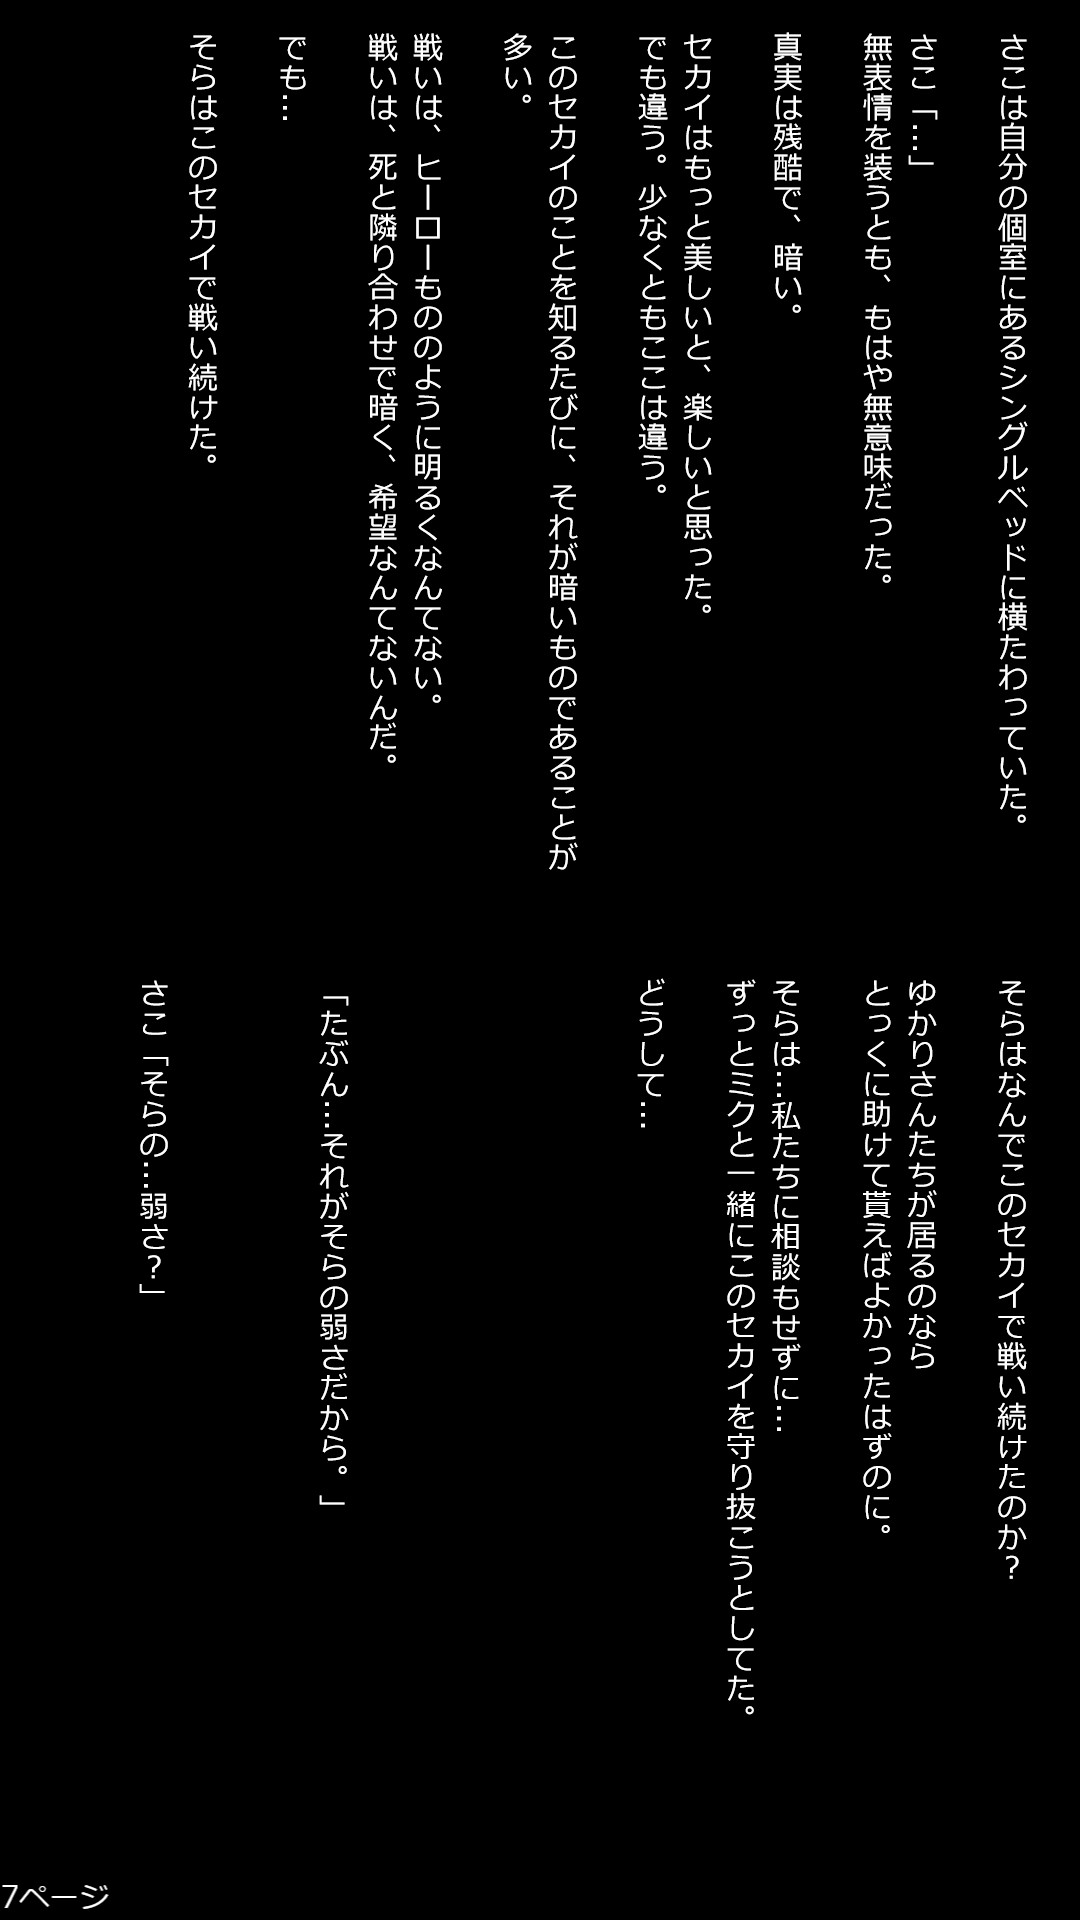 さこは自分の個室にあるシングルベッドに横たわっていた。
さこ「…」
無表情を装うとも、もはや無意味だった。
真実は残酷で、暗い。
セカイはもっと美しいと、楽しいと思った。
でも違う。少なくともここは違う。
このセカイのことを知るたびに、それが暗いものであることが
多い。
戦いは、ヒーローもののように明るくなんてない。
戦いは、死と隣り合わせで暗く、希望なんてないんだ。
でも…
そらはこのセカイで戦い続けた。
そらはなんでこのセカイで戦い続けたのか?
ゆかりさんたちが居るのなら
とっくに助けて貰えばよかったはずのに。
そらは…私たちに相談もせずに…
ずっとミクと一緒にこのセカイを守り抜こうとしてた。
どうして…
「たぶん…それがそらの弱さだから。」
さこ「そらの…弱さ?」
7ページ